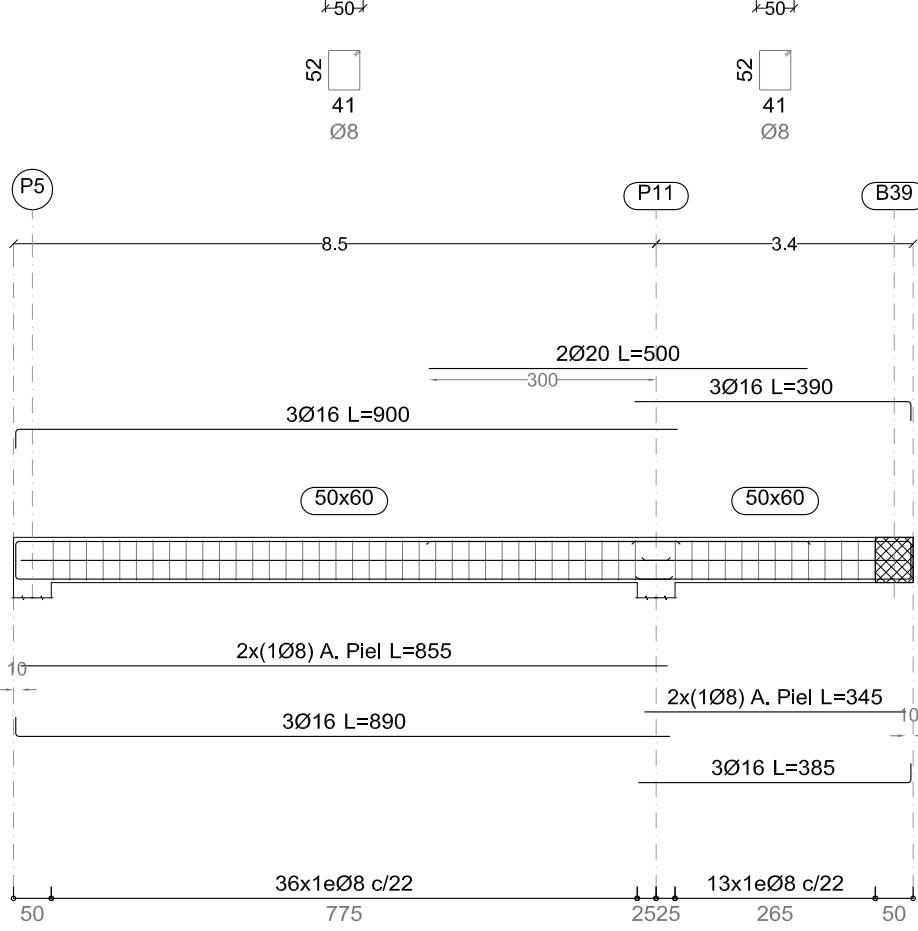 50 50
52 52
41 41
Ø8 Ø8
P5 P11 B39
8.5 3.4
2Ø20 L=500
300
3Ø16 L=390
3Ø16 L=900
50x60 50x60
2x(1Ø8) A. Piel L=855
10
2x(1Ø8) A. Piel L=345
10
3Ø16 L=890
3Ø16 L=385
36x1eØ8 c/22 13x1eØ8 c/22
50 775 2525 265 50